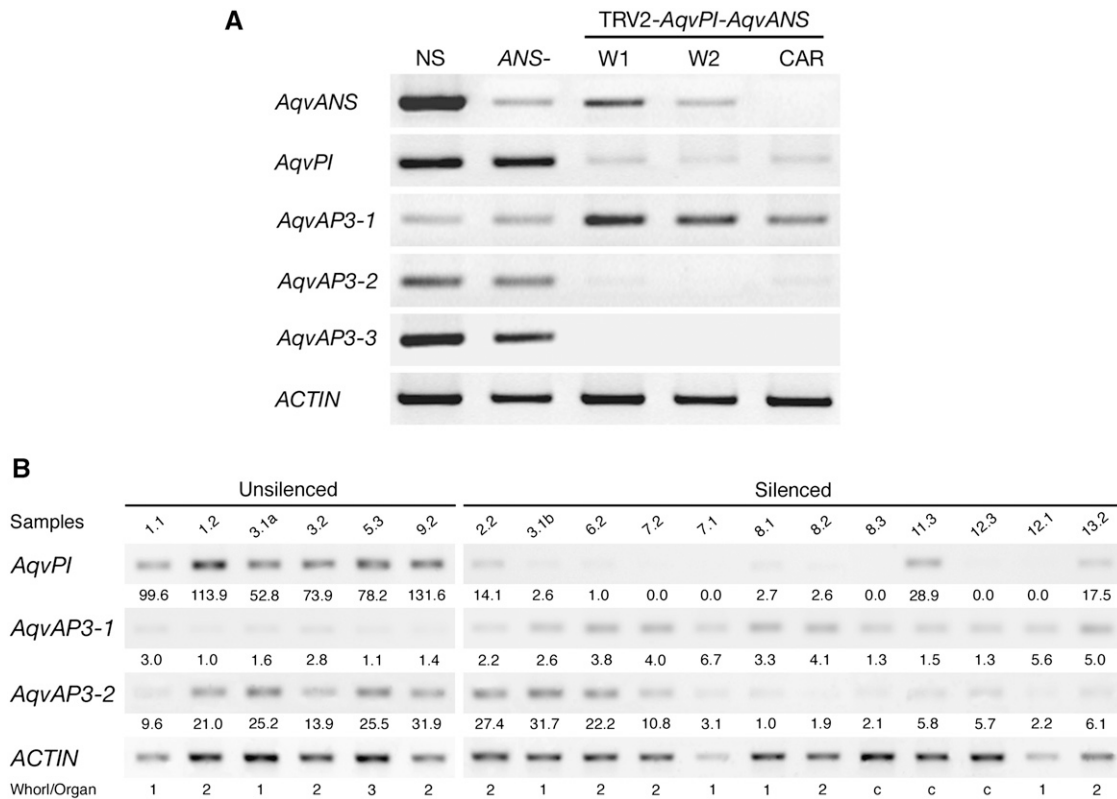 A
TRV2-AqvPI-AqvANS
NS ANS- W1 W2 CAR
AqvANS
AqvPI
AqvAP3-1
AqvAP3-2
AqvAP3-3
ACTIN
B
Unsilenced Silenced
Samples 1.1 1.2 3.1a 3.2 5.3 9.2 2.2 3.1b 6.2 7.2 7.1 8.1 8.2 8.3 11.3 12.3 12.1 13.2
AqvPI
99.6 113.9 52.8 73.9 78.2 131.6 14.1 2.6 1.0 0.0 0.0 2.7 2.6 0.0 28.9 0.0 0.0 17.5
AqvAP3-1
3.0 1.0 1.6 2.8 1.1 1.4 2.2 2.6 3.8 4.0 6.7 3.3 4.1 1.3 1.5 1.3 5.6 5.0
AqvAP3-2
9.6 21.0 25.2 13.9 25.5 31.9 27.4 31.7 22.2 10.8 3.1 1.0 1.9 2.1 5.8 5.7 2.2 6.1
ACTIN
Whorl/Organ 1 2 1 2 3 2 2 1 2 2 1 1 2 c c c 1 2